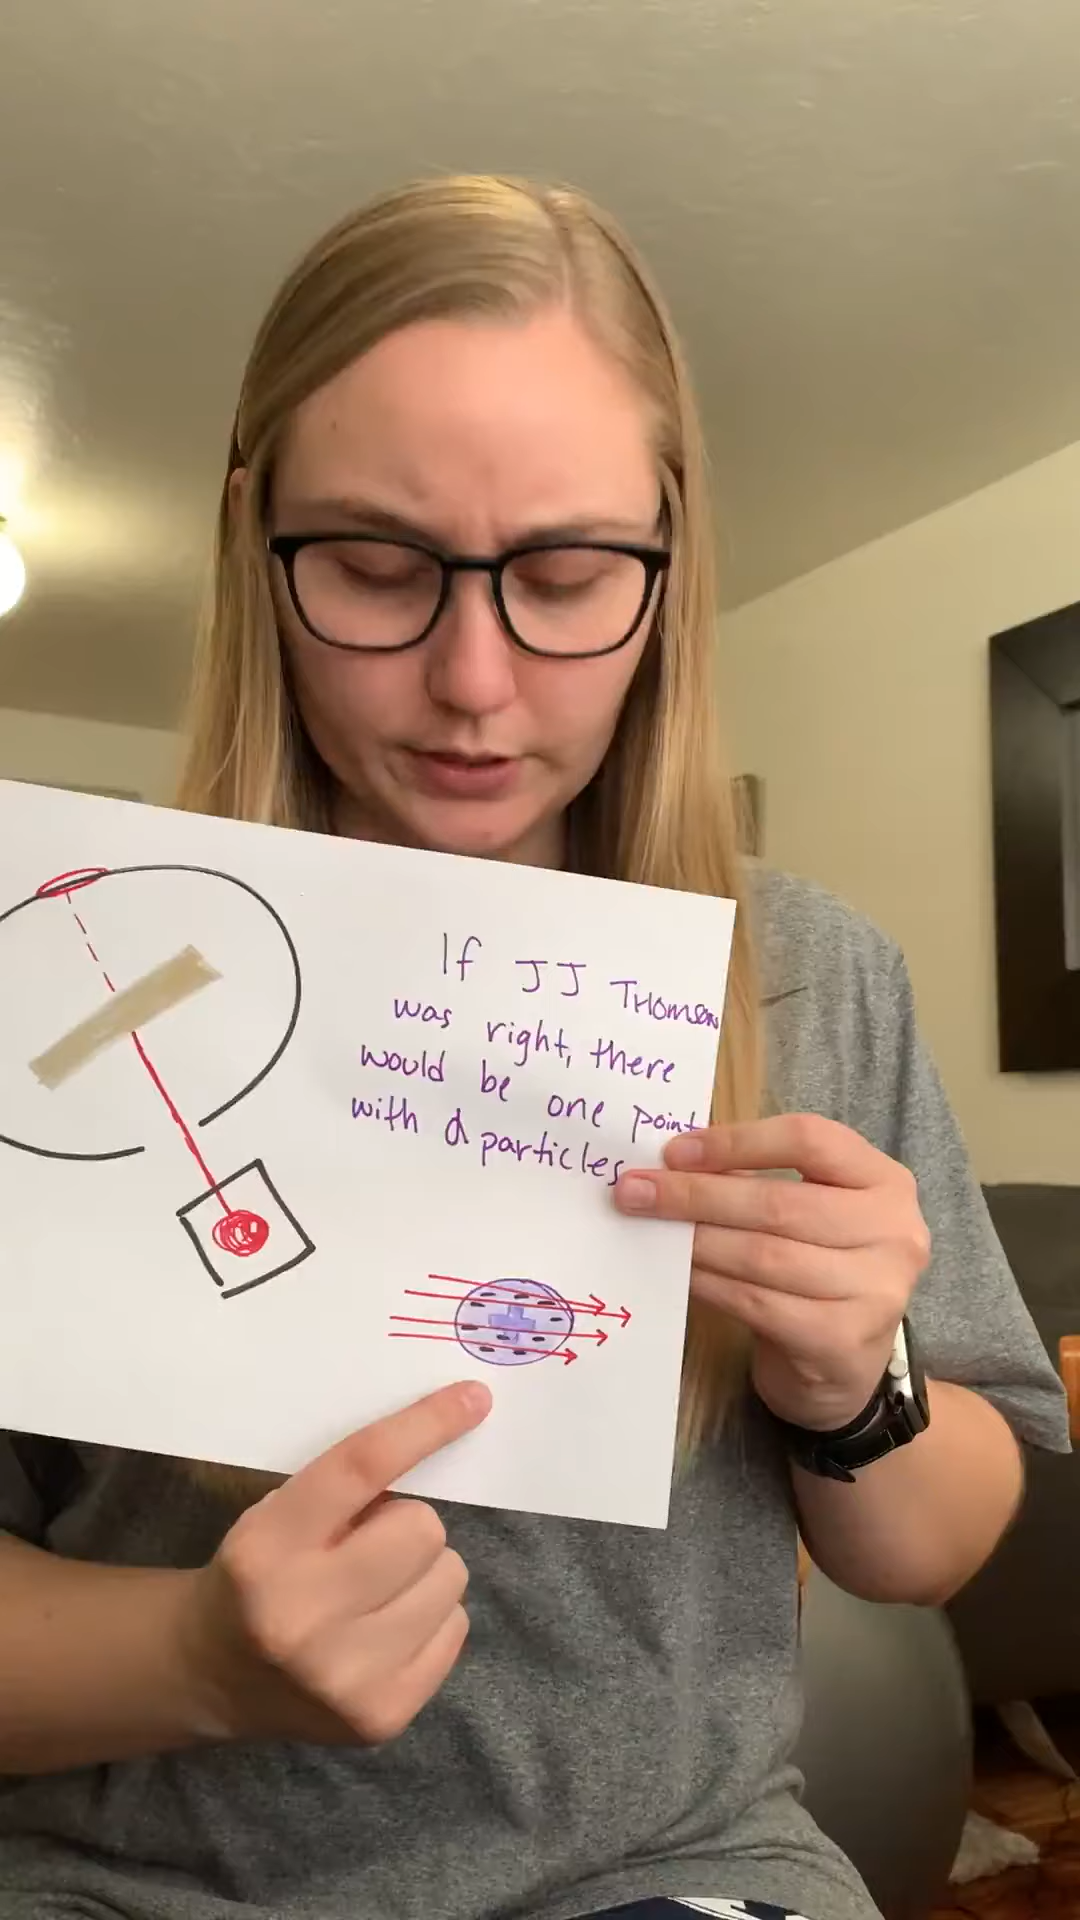 If JJ THomson
was right, there
would be one point
with α particles